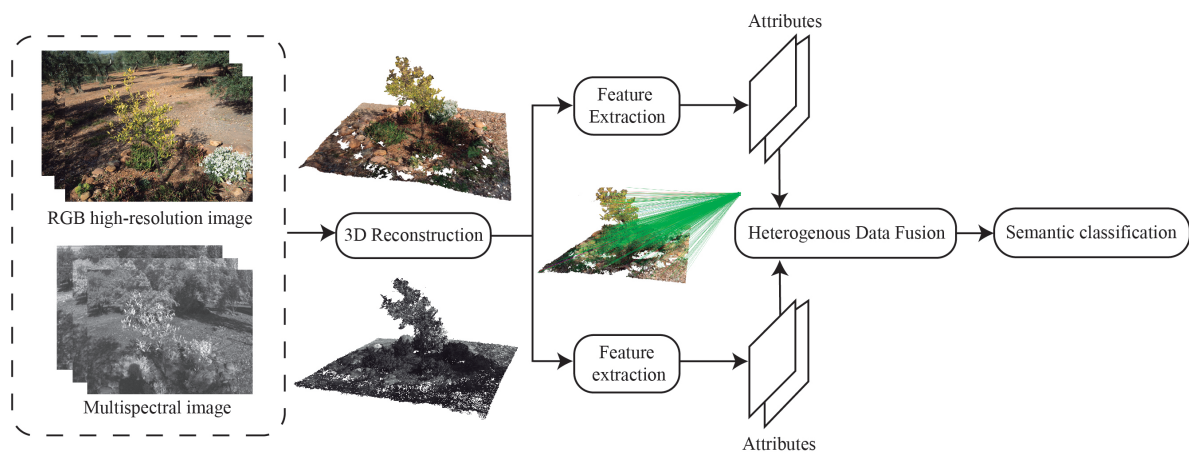 RGB high-resolution image
Multispectral image
3D Reconstruction
Feature
Extraction
Attributes
Feature
extraction
Attributes
Heterogenous Data Fusion
Semantic classification